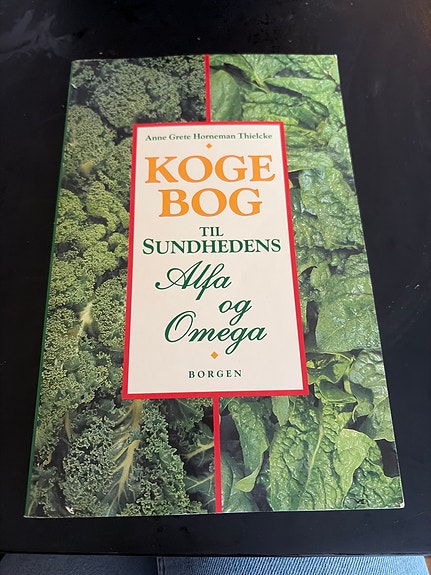 Anne Grete Horneman Thielcke
KOGE
BOG
TIL
SUNDHEDENS
Alfa
og
Omega
BORGEN